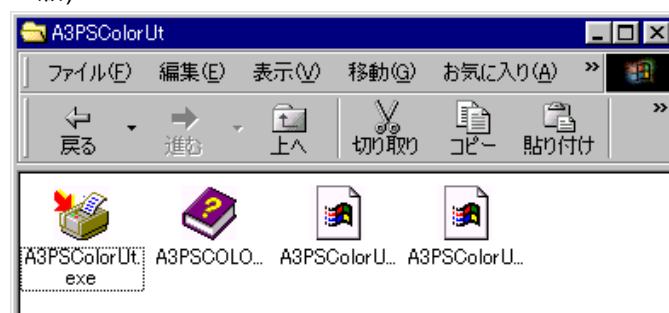 A3PSColorUt
ファイル(F) 編集(E) 表示(V) 移動(G) お気に入り(A) »
戻る 進む 上へ 切り取り コピー 貼り付け »
A3PSColorUt. A3PSCOLO... A3PSColorU... A3PSColorU...
exe